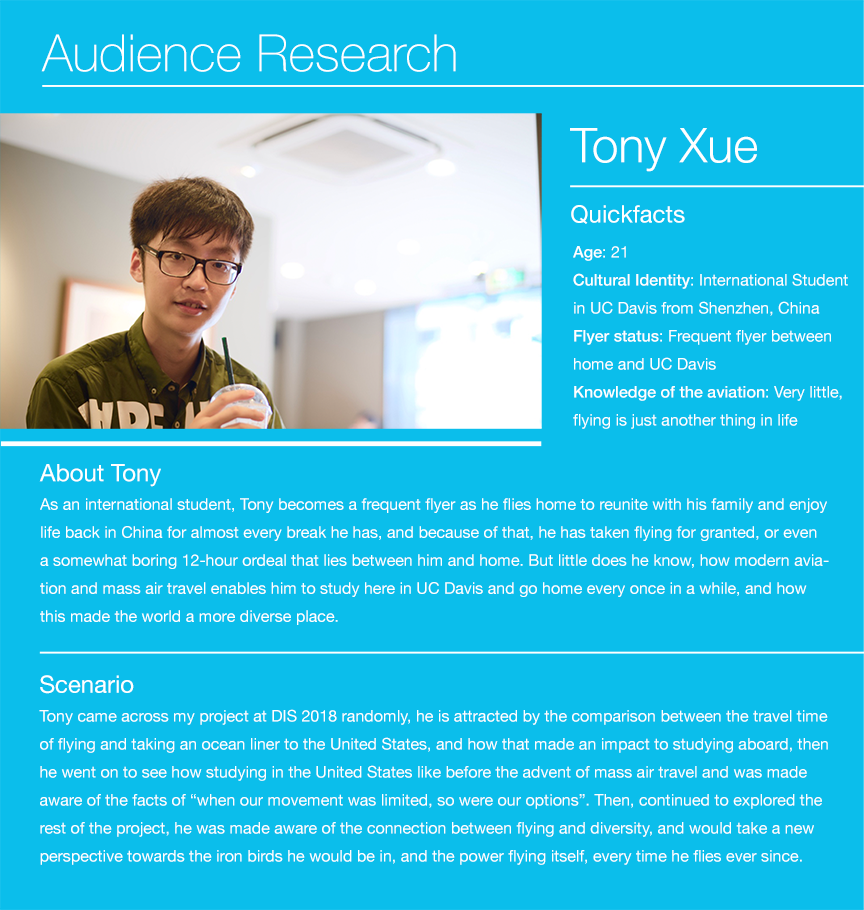 Audience Research
Tony Xue
Quickfacts
Age: 21
Cultural Identity: International Student
in UC Davis from Shenzhen, China
Flyer status: Frequent flyer between
home and UC Davis
Knowledge of the aviation: Very little,
flying is just another thing in life
About Tony
As an international student, Tony becomes a frequent flyer as he flies home to reunite with his family and enjoy
life back in China for almost every break he has, and because of that, he has taken flying for granted, or even
a somewhat boring 12-hour ordeal that lies between him and home. But little does he know, how modern avia-
tion and mass air travel enables him to study here in UC Davis and go home every once in a while, and how
this made the world a more diverse place.
Scenario
Tony came across my project at DIS 2018 randomly, he is attracted by the comparison between the travel time
of flying and taking an ocean liner to the United States, and how that made an impact to studying aboard, then
he went on to see how studying in the United States like before the advent of mass air travel and was made
aware of the facts of “when our movement was limited, so were our options”. Then, continued to explored the
rest of the project, he was made aware of the connection between flying and diversity, and would take a new
perspective towards the iron birds he would be in, and the power flying itself, every time he flies ever since.